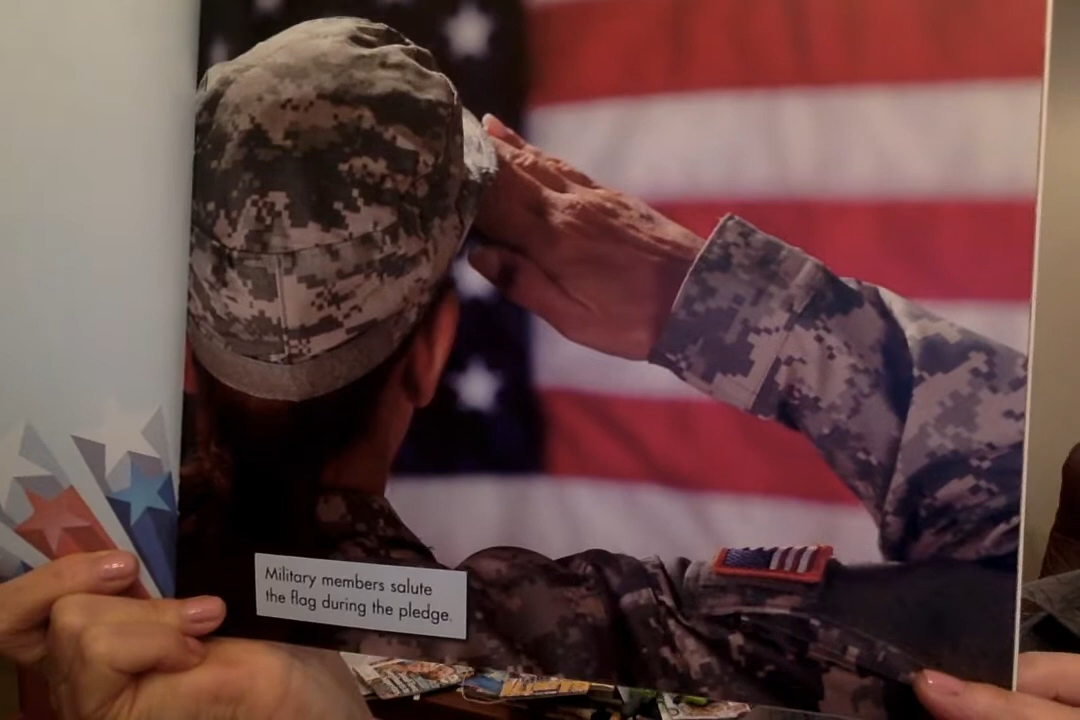 Military members salute
the flag during the pledge.